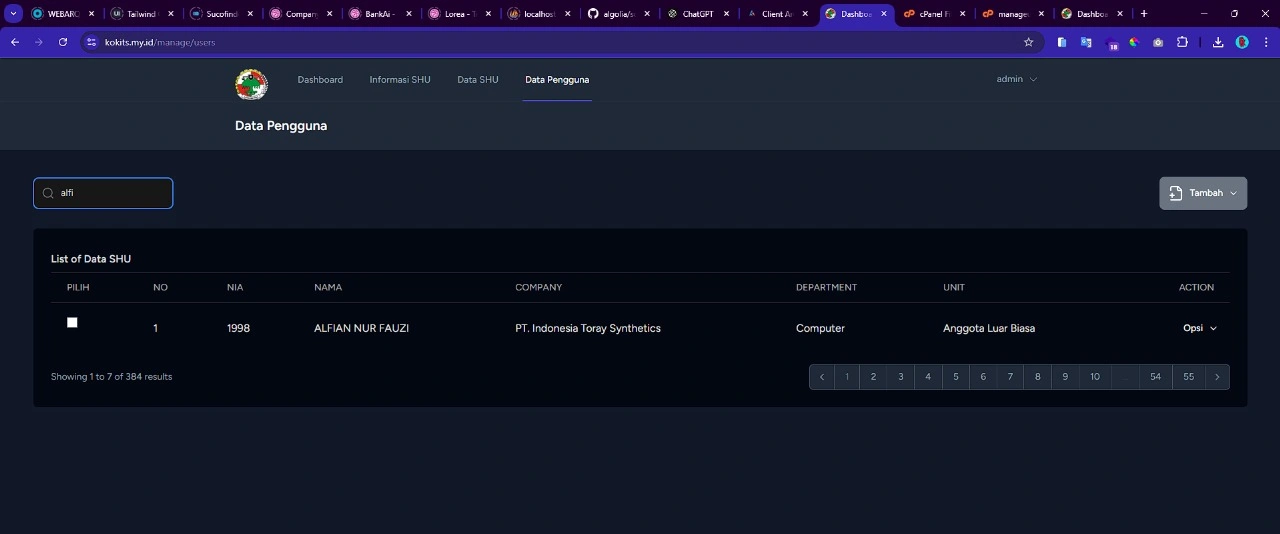 WEBARO
Tailwind
Sucofind
Company
BankAi -
Lorea - T
localhost
algolia/s
ChatGPT
Client A
Dashboa
cPanel Fi
manage
Dashboa
kokits.my.id/manage/users
18
Dashboard
Informasi SHU
Data SHU
Data Pengguna
admin
Data Pengguna
alfi
Tambah
List of Data SHU
PILIH NO NIA NAMA COMPANY DEPARTMENT UNIT ACTION
1 1998 ALFIAN NUR FAUZI PT. Indonesia Toray Synthetics Computer Anggota Luar Biasa Opsi
Showing 1 to 7 of 384 results
1 2 3 4 5 6 7 8 9 10 ... 54 55